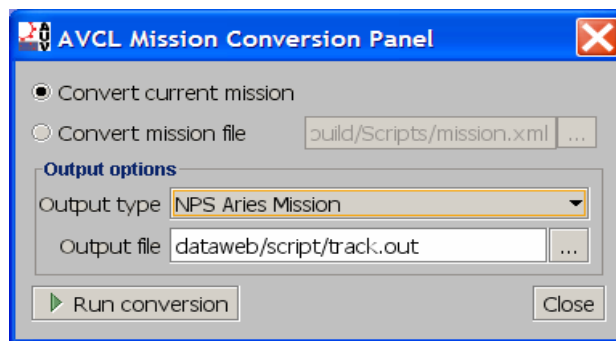 AVCL Mission Conversion Panel
Convert current mission
Convert mission file build/Scripts/mission.xml ...
Output options
Output type NPS Aries Mission
Output file dataweb/script/track.out ...
Run conversion Close